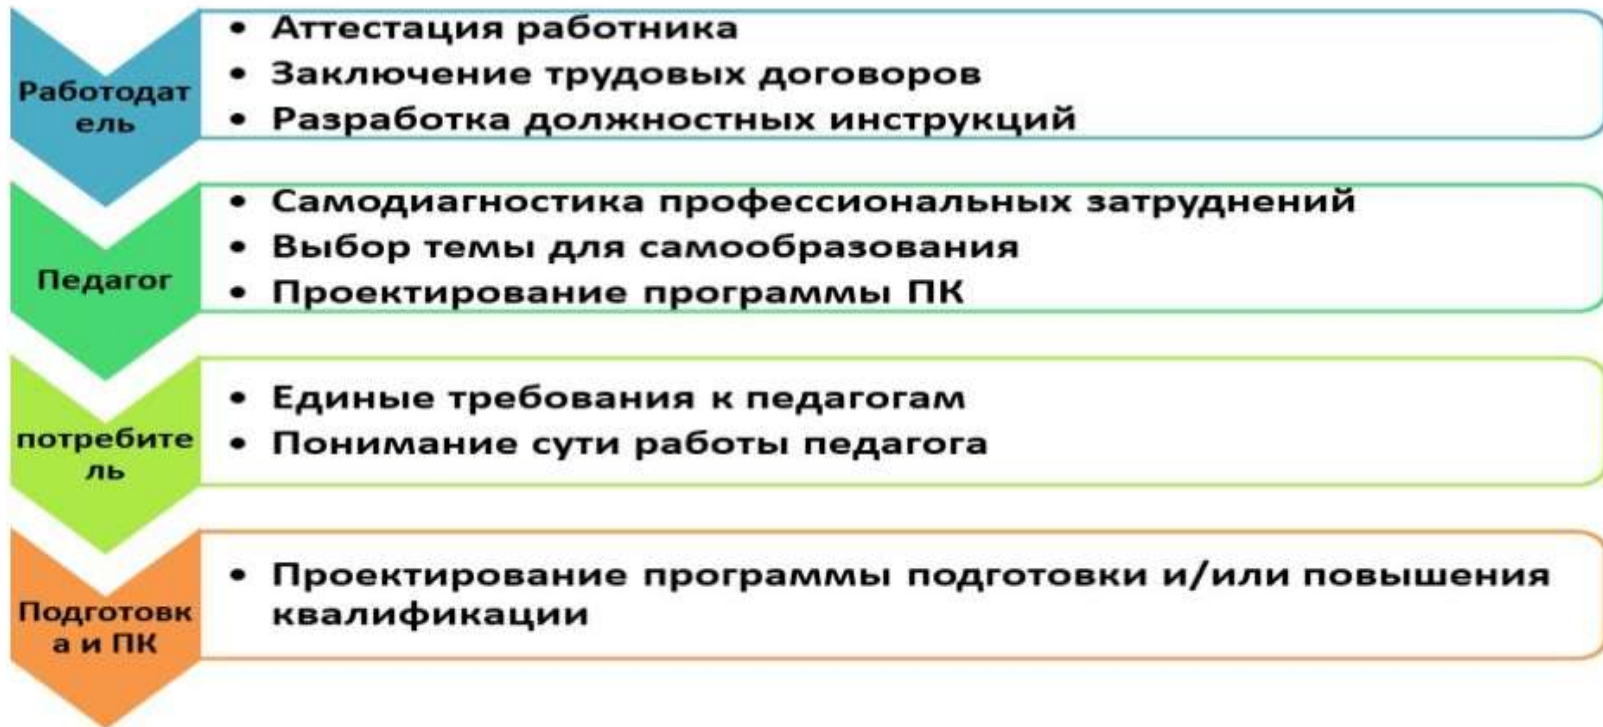 Работодат
ель
• Аттестация работника
• Заключение трудовых договоров
• Разработка должностных инструкций
Педагог
• Самодиагностика профессиональных затруднений
• Выбор темы для самообразования
• Проектирование программы ПК
потребите
ль
• Единые требования к педагогам
• Понимание сути работы педагога
Подготовк
а и ПК
• Проектирование программы подготовки и/или повышения
квалификации